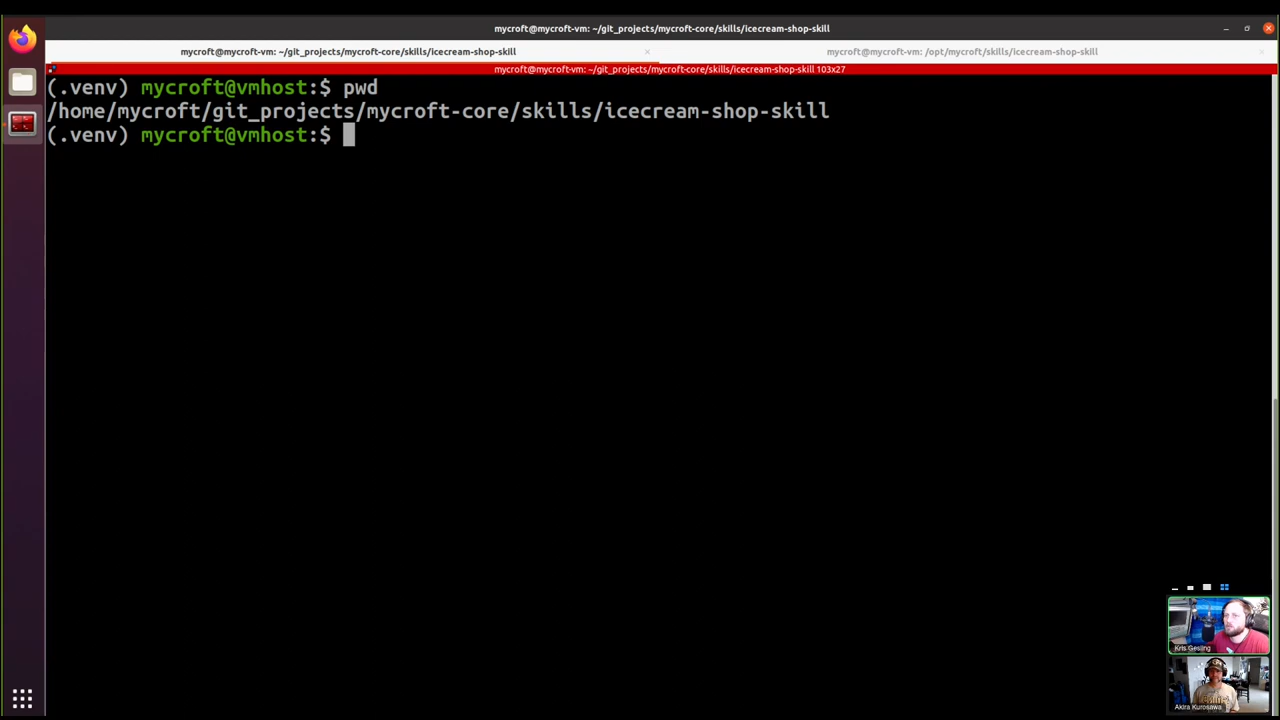 mycroft@mycroft-vm: ~/git_projects/mycroft-core/skills/icecream-shop-skill
mycroft@mycroft-vm: ~/git_projects/mycroft-core/skills/icecream-shop-skill
mycroft@mycroft-vm: /opt/mycroft/skills/icecream-shop-skill
mycroft@mycroft-vm: ~/git_projects/mycroft-core/skills/icecream-shop-skill 103x27
(.venv) mycroft@vmhost:$ pwd
/home/mycroft/git_projects/mycroft-core/skills/icecream-shop-skill
(.venv) mycroft@vmhost:$
Kris Gesling
Akira Kurosawa